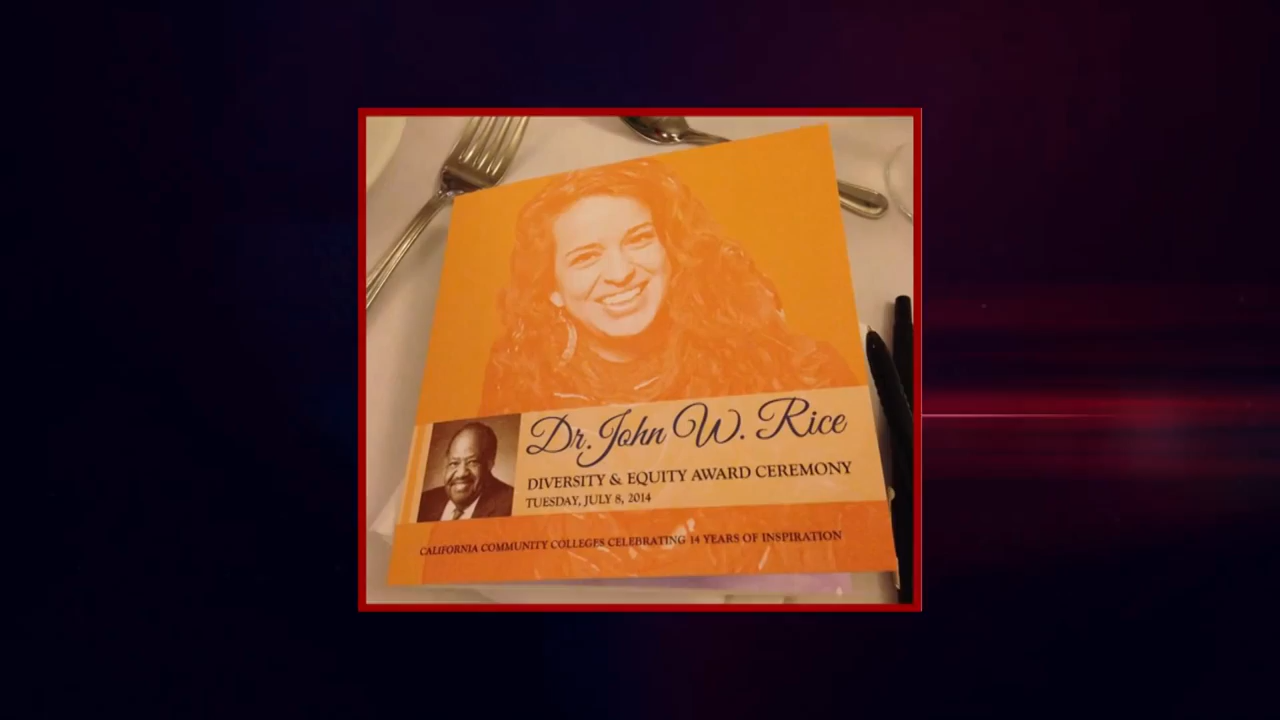 Dr. John W. Rice
DIVERSITY & EQUITY AWARD CEREMONY
TUESDAY, JULY 8, 2014
CALIFORNIA COMMUNITY COLLEGES CELEBRATING 14 YEARS OF INSPIRATION